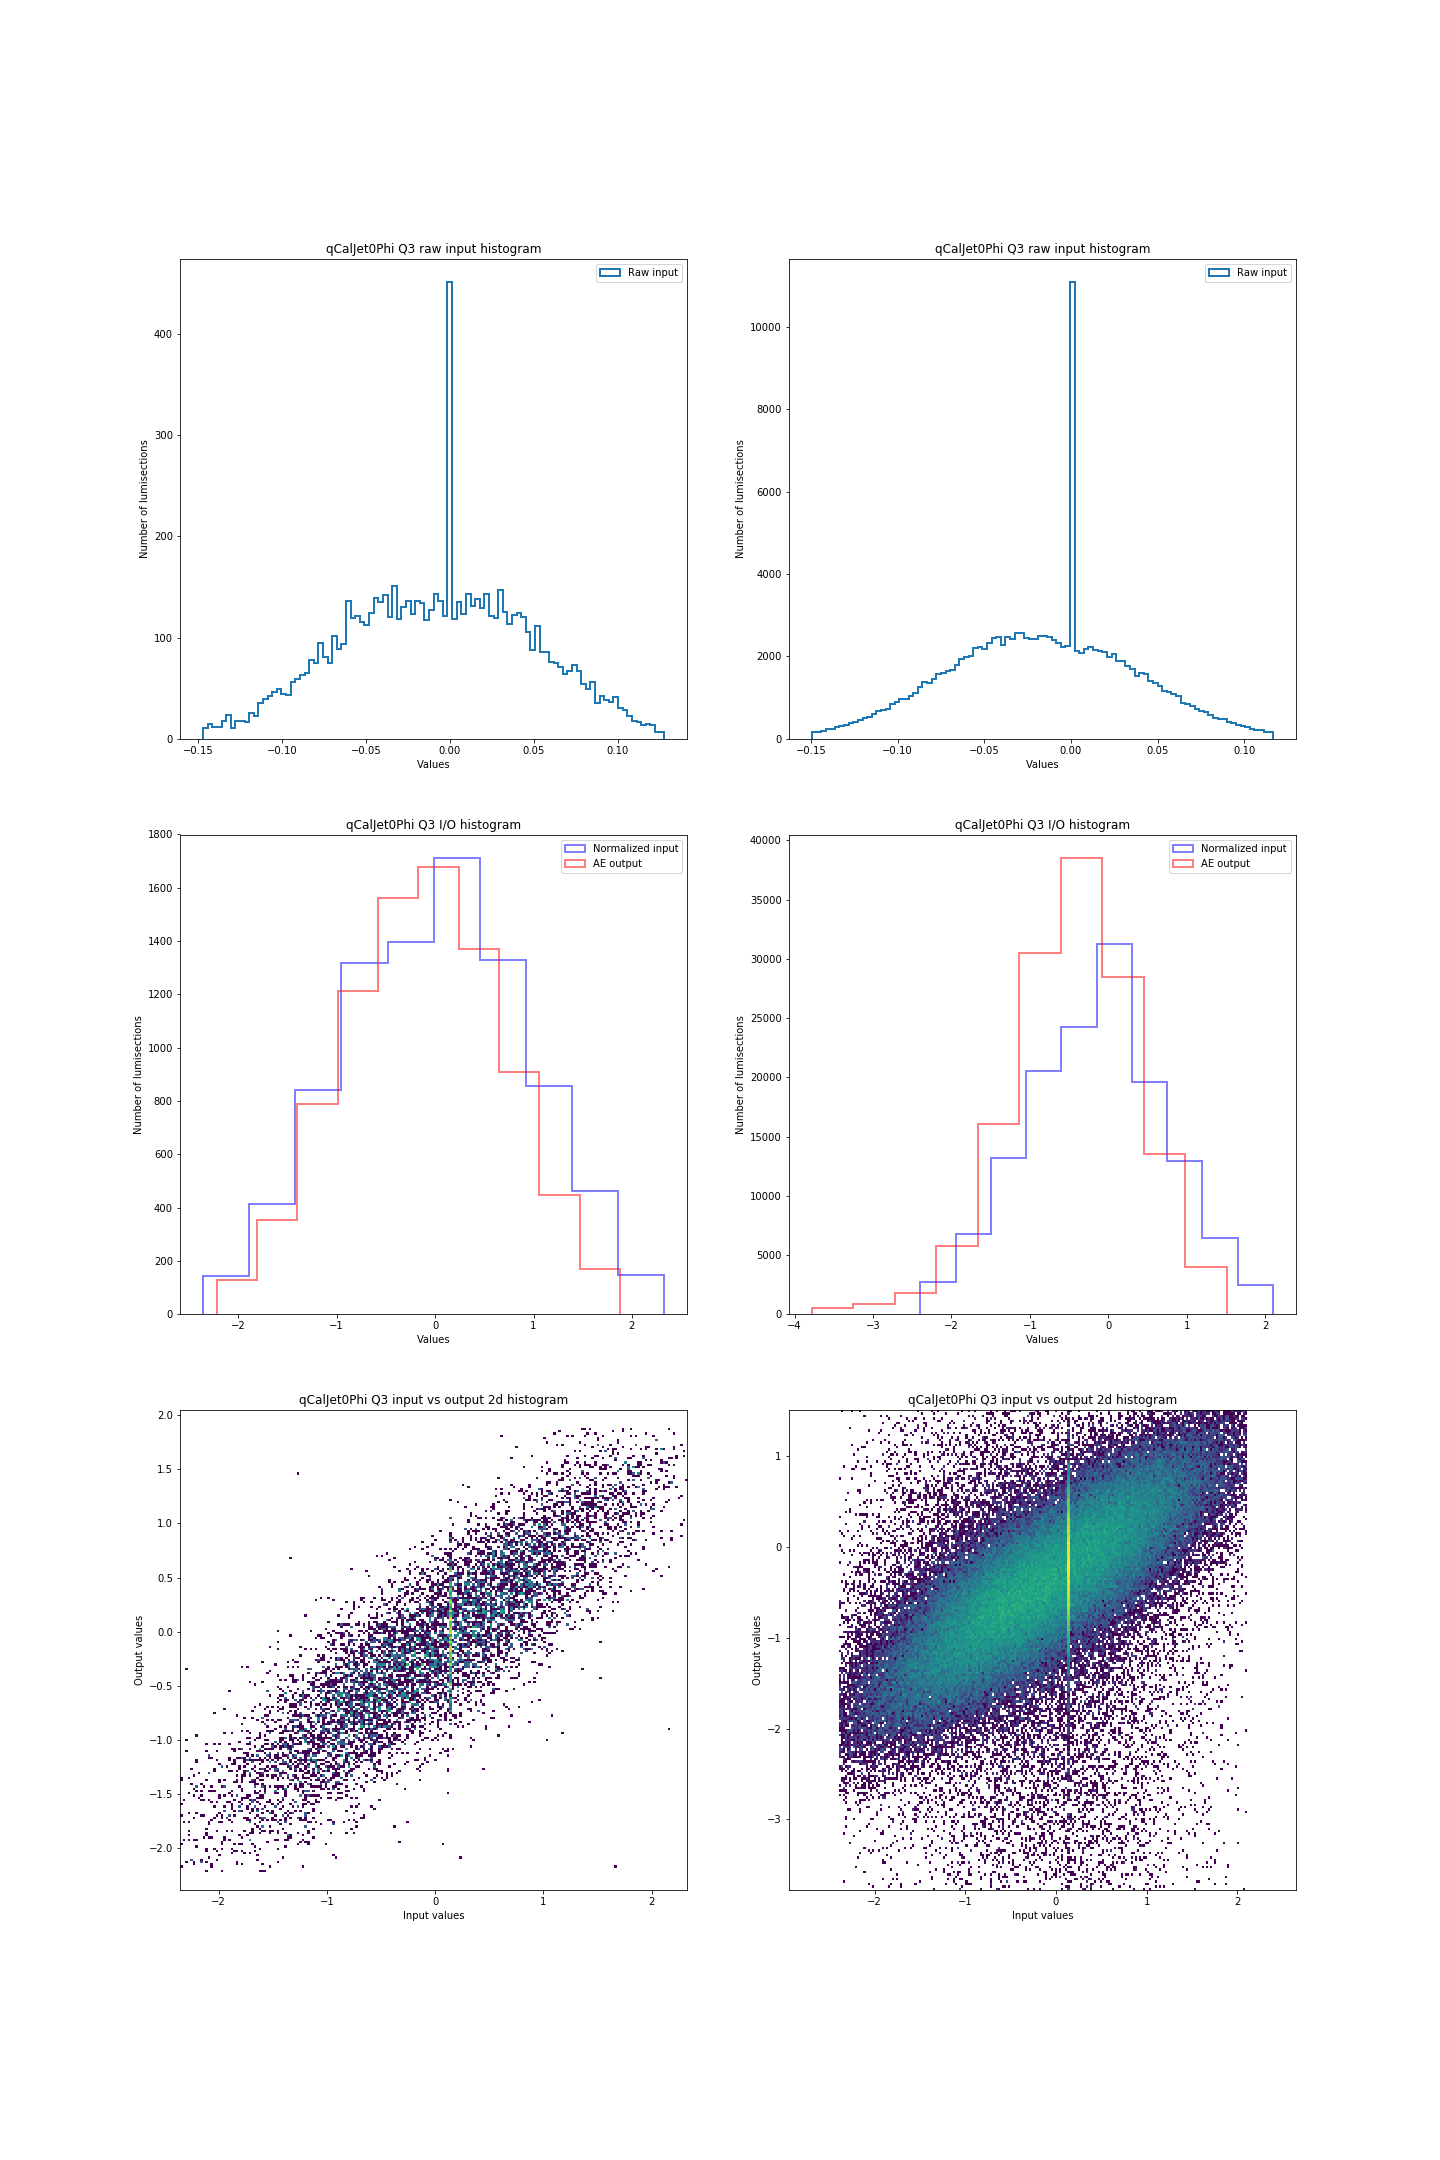 qCalJet0Phi Q3 raw input histogram
Raw input
400
300
200
100
0
Number of lumisections
−0.15 −0.10 −0.05 0.00 0.05 0.10
Values
qCalJet0Phi Q3 raw input histogram
Raw input
10000
8000
6000
4000
2000
0
Number of lumisections
−0.15 −0.10 −0.05 0.00 0.05 0.10
Values
qCalJet0Phi Q3 I/O histogram
Normalized input
AE output
1800
1600
1400
1200
1000
800
600
400
200
0
Number of lumisections
−2 −1 0 1 2
Values
qCalJet0Phi Q3 I/O histogram
Normalized input
AE output
40000
35000
30000
25000
20000
15000
10000
5000
0
Number of lumisections
−4 −3 −2 −1 0 1 2
Values
qCalJet0Phi Q3 input vs output 2d histogram
2.0
1.5
1.0
0.5
0.0
−0.5
−1.0
−1.5
−2.0
Output values
−2 −1 0 1 2
Input values
qCalJet0Phi Q3 input vs output 2d histogram
1
0
−1
−2
−3
Output values
−2 −1 0 1 2
Input values